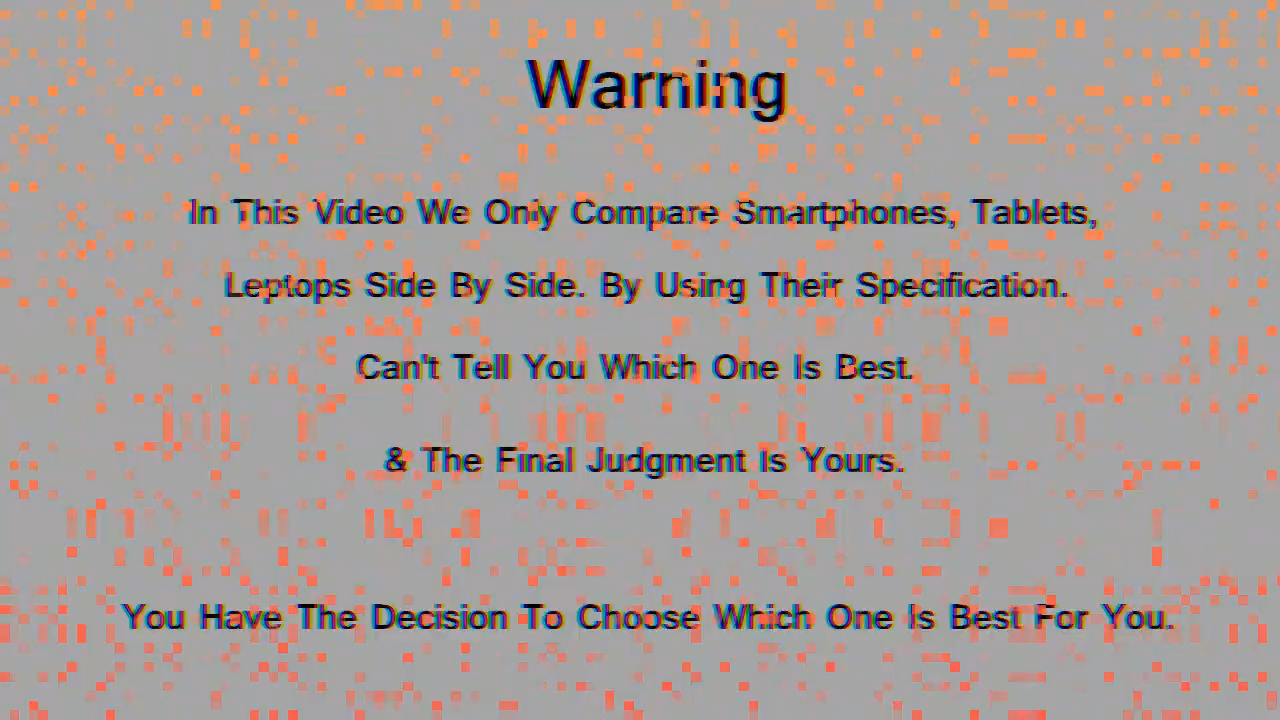 Warning
In This Video We Only Compare Smartphones, Tablets,
Leptops Side By Side. By Using Their Specification.
Can't Tell You Which One Is Best.
& The Final Judgment Is Yours.
You Have The Decision To Choose Which One Is Best For You.